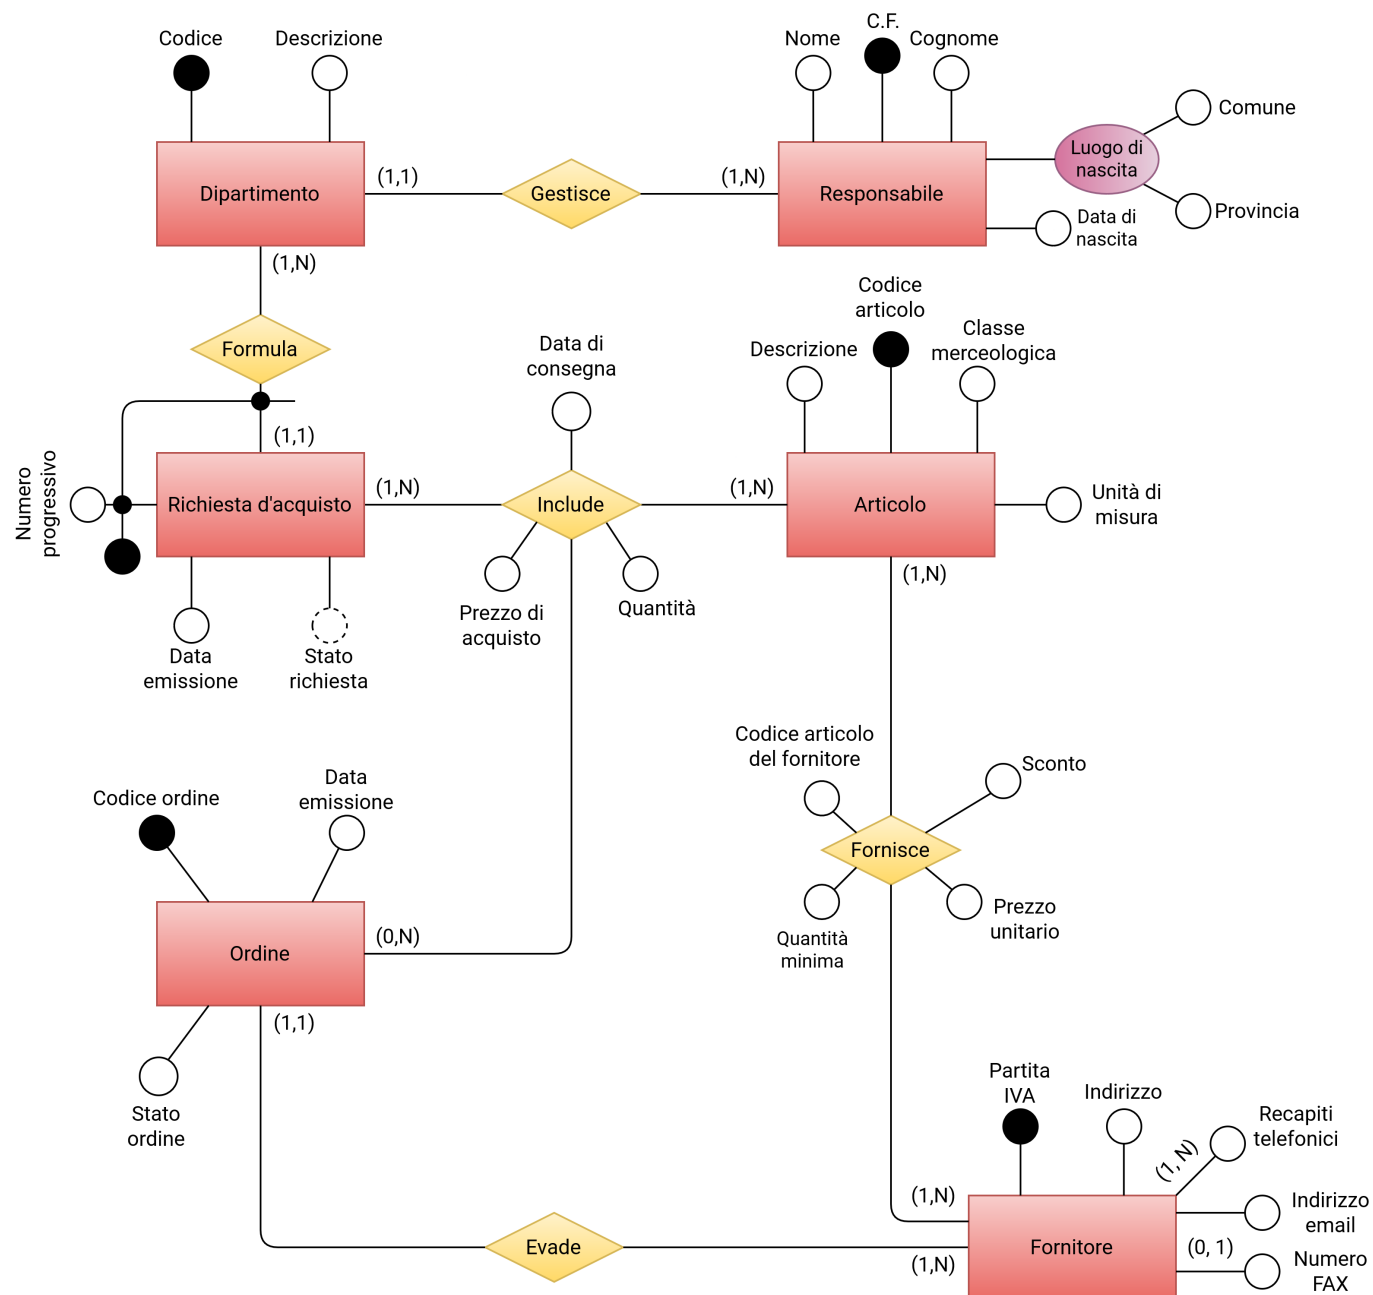 Codice
Descrizione
Nome
C.F.
Cognome
Comune
Luogo di
nascita
Provincia
Data di
nascita
Dipartimento
(1,1)
Gestisce
(1,N)
Responsabile
(1,N)
Formula
(1,1)
Data di
consegna
Descrizione
Codice
articolo
Classe
merceologica
Numero
progressivo
Richiesta d'acquisto
(1,N)
Include
(1,N)
Articolo
Unità di
misura
(1,N)
Data
emissione
Stato
richiesta
Prezzo di
acquisto
Quantità
Codice articolo
del fornitore
Sconto
Fornisce
Quantità
minima
Prezzo
unitario
Codice ordine
Data
emissione
Ordine
(0,N)
(1,1)
Stato
ordine
Partita
IVA
Indirizzo
Recapiti
telefonici
(1, N)
(1,N)
Indirizzo
email
Evade
(1,N)
Fornitore
(0, 1)
Numero
FAX